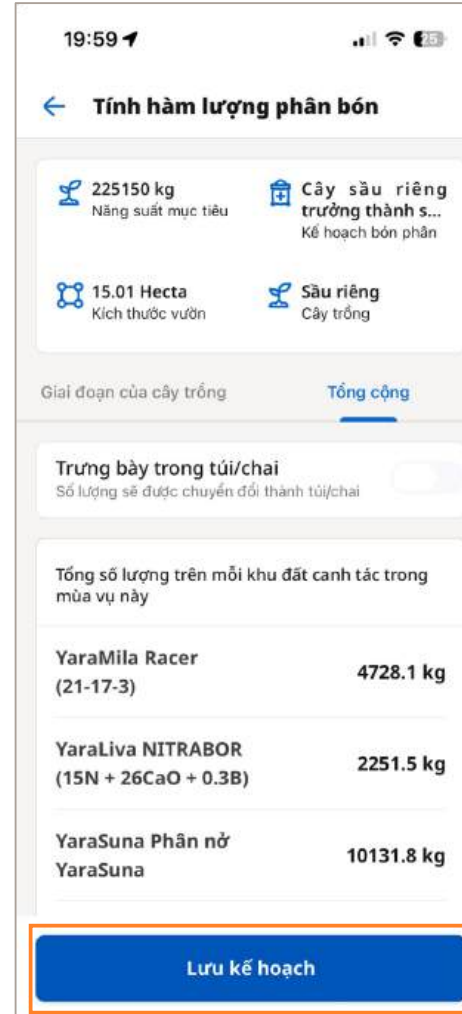 19:59
25
Tính hàm lượng phân bón
225150 kg
Năng suất mục tiêu
Cây sầu riêng
trưởng thành s...
Kế hoạch bón phân
15.01 Hecta
Kích thước vườn
Sầu riêng
Cây trồng
Giai đoạn của cây trồng
Tổng cộng
Trưng bày trong túi/chai
Số lượng sẽ được chuyển đổi thành túi/chai
Tổng số lượng trên mỗi khu đất canh tác trong
mùa vụ này
YaraMila Racer
(21-17-3)
4728.1 kg
YaraLiva NITRABOR
(15N + 26CaO + 0.3B)
2251.5 kg
YaraSuna Phân nở
YaraSuna
10131.8 kg
Lưu kế hoạch